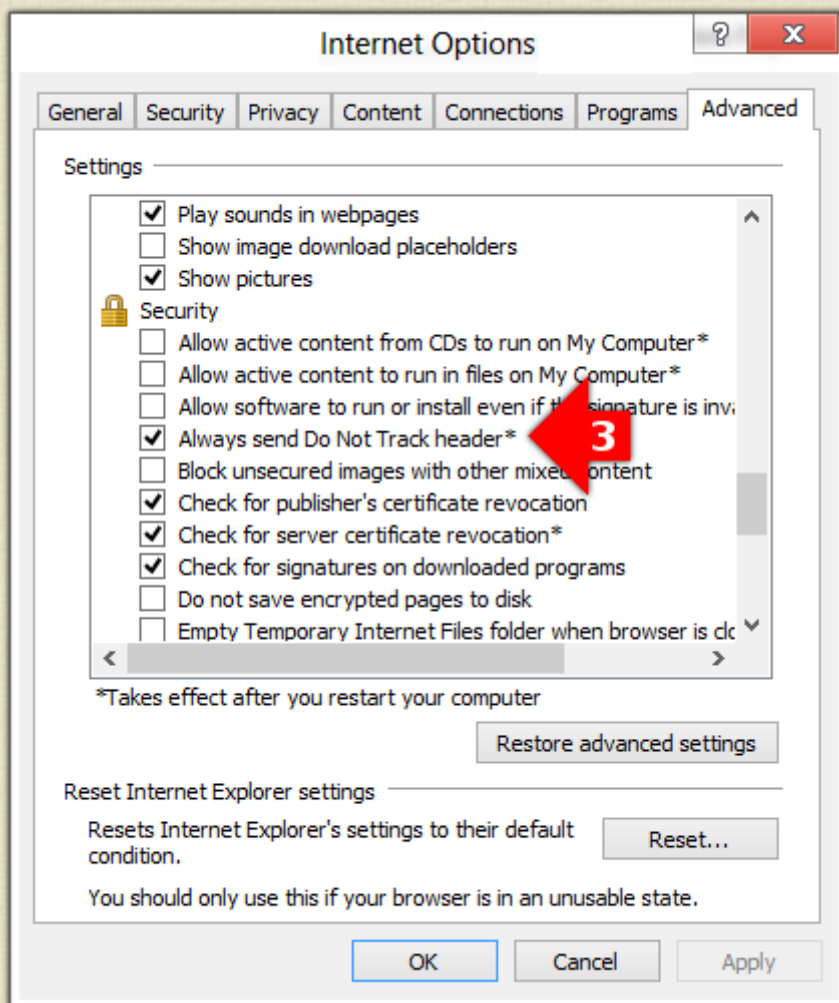 Internet Options
?
x
General Security Privacy Content Connections Programs Advanced
Settings
Play sounds in webpages
Show image download placeholders
Show pictures
Security
Allow active content from CDs to run on My Computer*
Allow active content to run in files on My Computer*
Allow software to run or install even if signature is
Always send Do Not Track header*
3
Block unsecured images with other mixed content
Check for publisher's certificate revocation
Check for server certificate revocation*
Check for signatures on downloaded programs
Do not save encrypted pages to disk
Empty Temporary Internet Files folder when browser is
*Takes effect after you restart your computer
Restore advanced settings
Reset Internet Explorer settings
Resets Internet Explorer's settings to their default
condition.
Reset...
You should only use this if your browser is in an unusable state.
OK Cancel Apply